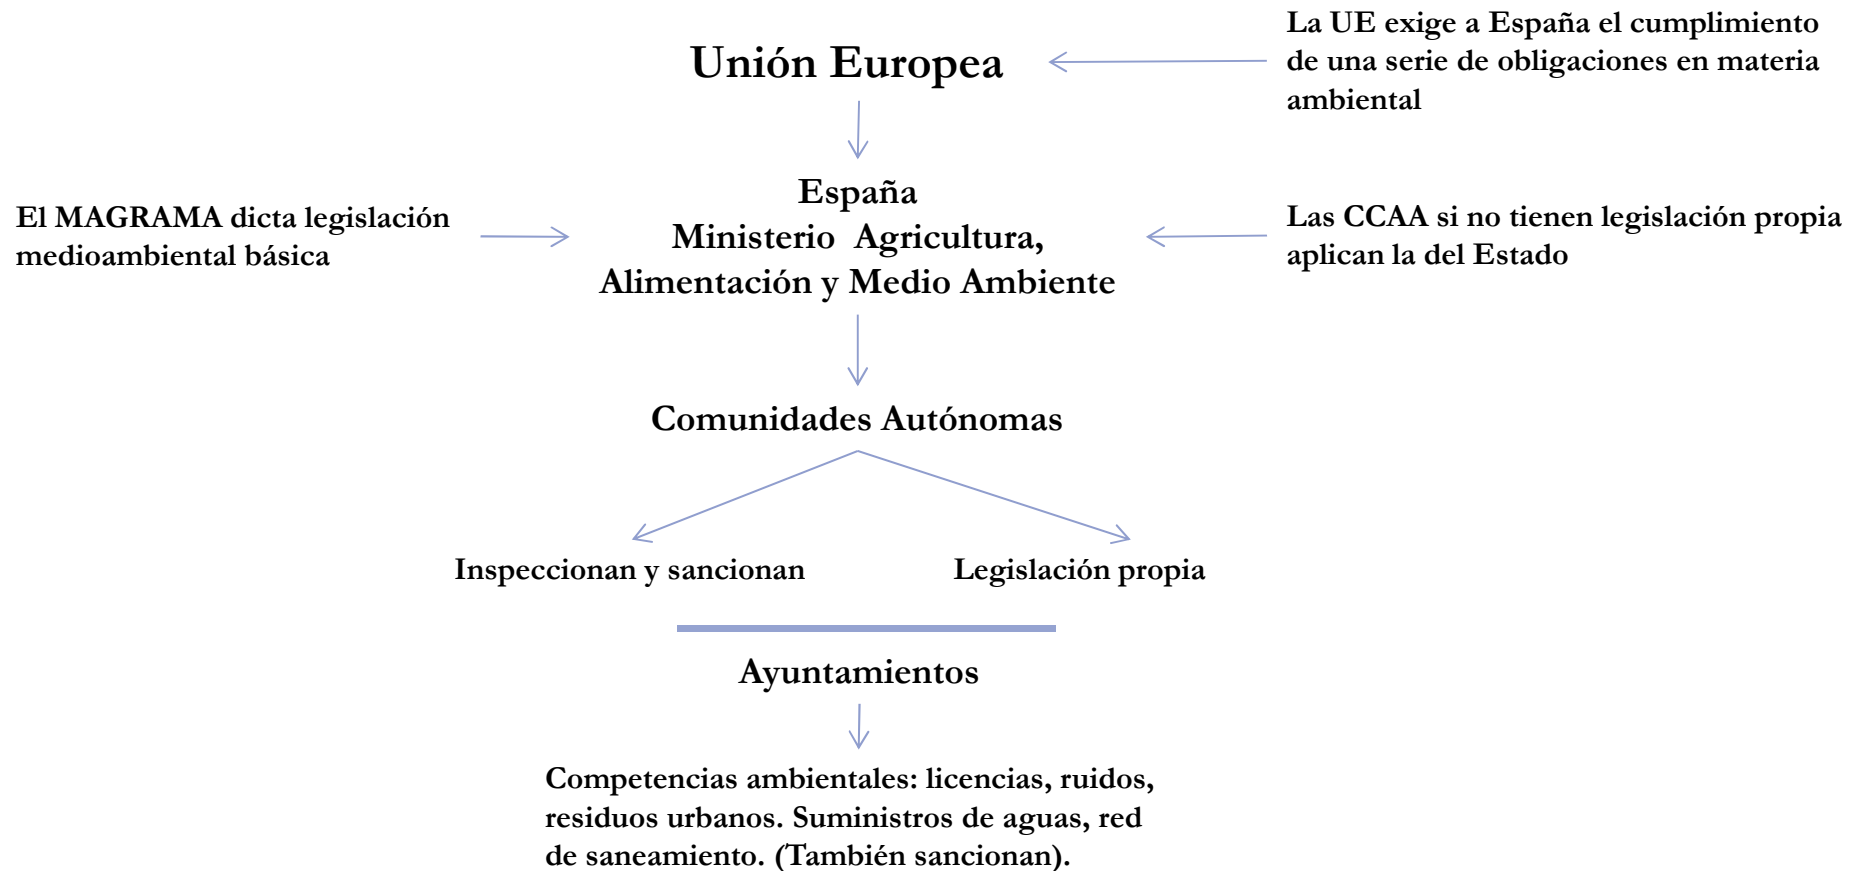 Unión Europea
La UE exige a España el cumplimiento
de una serie de obligaciones en materia
ambiental
El MAGRAMA dicta legislación
medioambiental básica
España
Ministerio Agricultura,
Alimentación y Medio Ambiente
Las CCAA si no tienen legislación propia
aplican la del Estado
Comunidades Autónomas
Inspeccionan y sancionan
Legislación propia
Ayuntamientos
Competencias ambientales: licencias, ruidos,
residuos urbanos. Suministros de aguas, red
de saneamiento. (También sancionan).